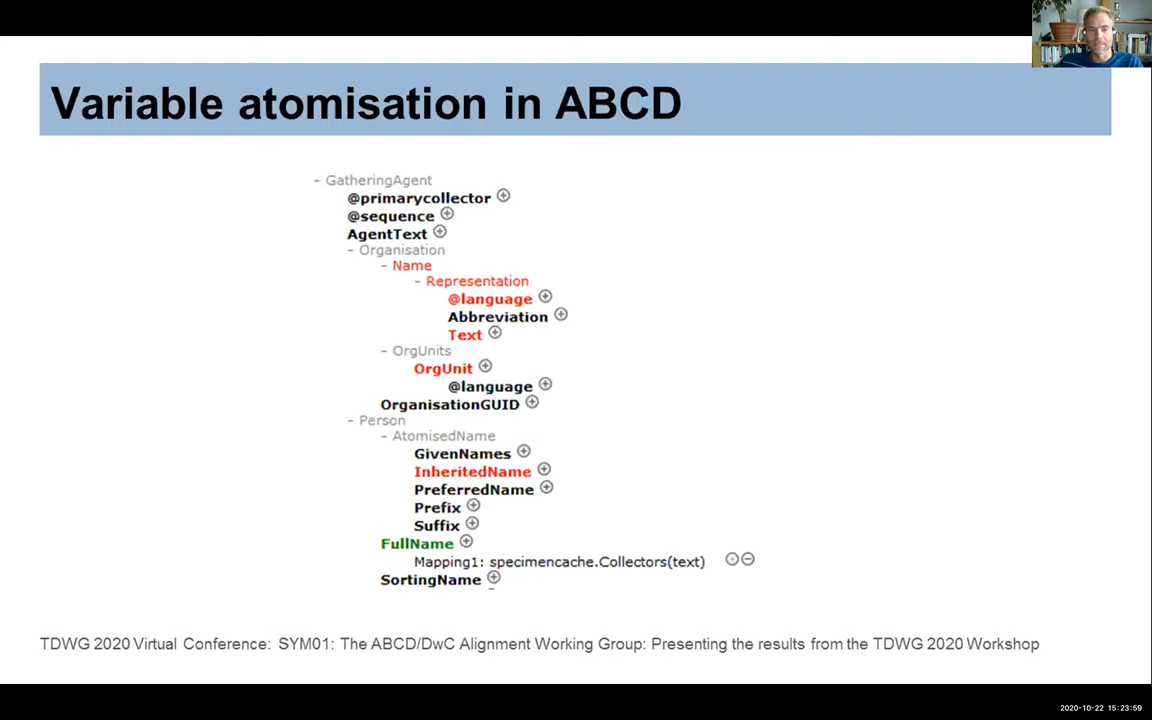 Variable atomisation in ABCD
- GatheringAgent
@primarycollector
@sequence
AgentText
- Organisation
- Name
- Representation
@language
Abbreviation
Text
- OrgUnits
OrgUnit
@language
OrganisationGUID
- Person
- AtomisedName
GivenNames
InheritedName
PreferredName
Prefix
Suffix
FullName
Mapping1: specimencache.Collectors(text)
SortingName
TDWG 2020 Virtual Conference: SYM01: The ABCD/DwC Alignment Working Group: Presenting the results from the TDWG 2020 Workshop
2020-10-22 15:23:59